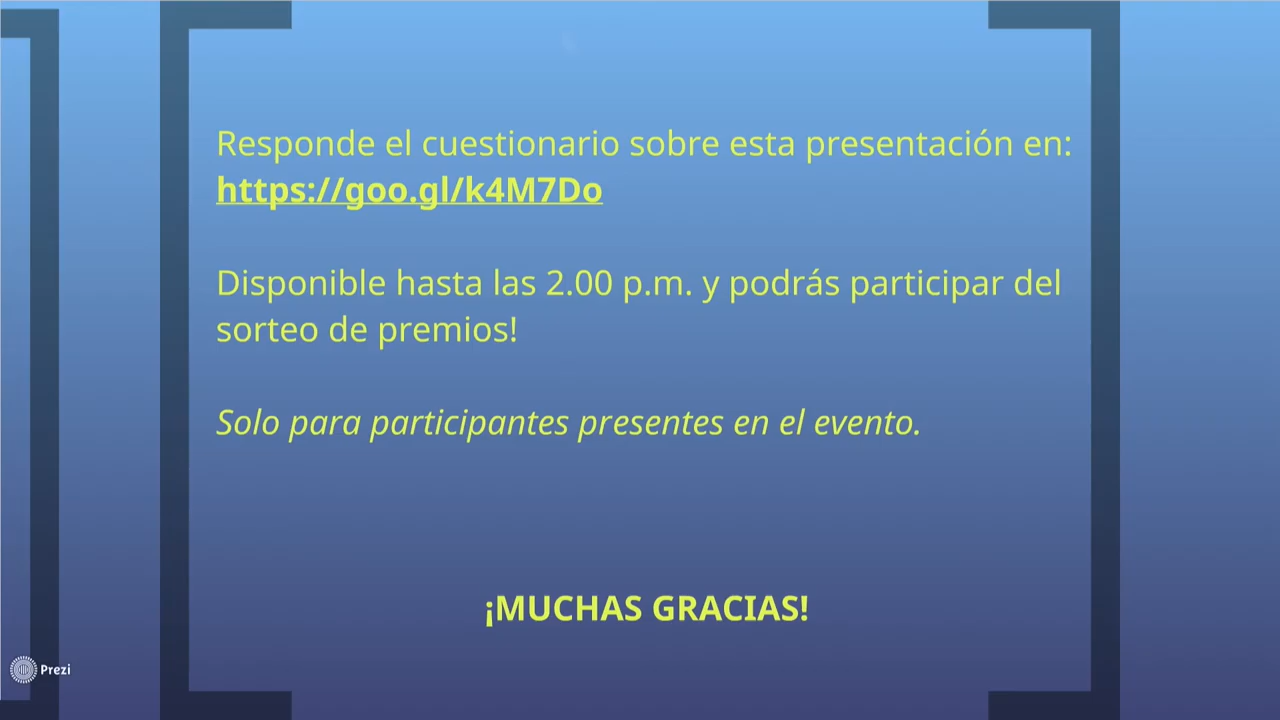 Responde el cuestionario sobre esta presentación en:
https://goo.gl/k4M7Do
Disponible hasta las 2.00 p.m. y podrás participar del
sorteo de premios!
Solo para participantes presentes en el evento.
¡MUCHAS GRACIAS!
Prezi